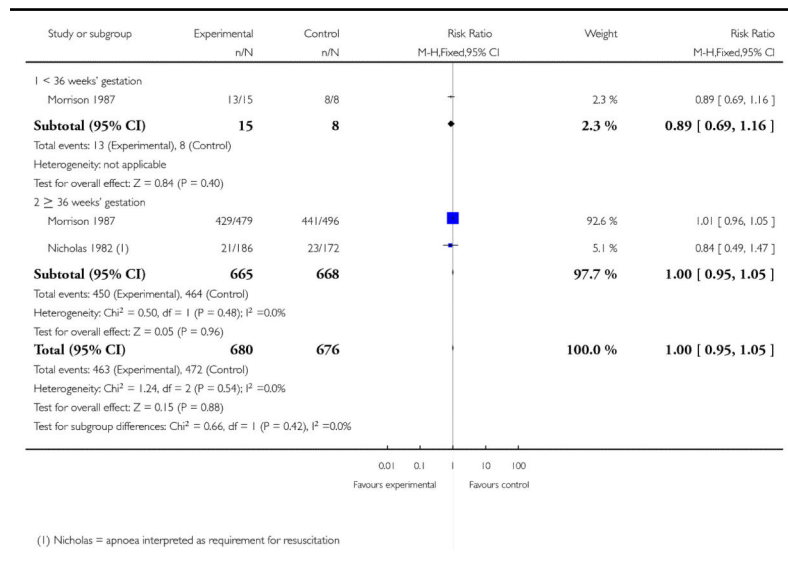 Study or subgroup Experimental Control Risk Ratio Weight Risk Ratio
n/N n/N M-H,Fixed,95% CI M-H,Fixed,95% CI
1 < 36 weeks' gestation
Morrison 1987 13/15 8/8 2.3 % 0.89 [ 0.69, 1.16 ]
Subtotal (95% CI) 15 8 2.3 % 0.89 [ 0.69, 1.16 ]
Total events: 13 (Experimental), 8 (Control)
Heterogeneity: not applicable
Test for overall effect: Z = 0.84 (P = 0.40)
2 ≥ 36 weeks' gestation
Morrison 1987 429/479 441/496 92.6 % 1.01 [ 0.96, 1.05 ]
Nicholas 1982 (1) 21/186 23/172 5.1 % 0.84 [ 0.49, 1.47 ]
Subtotal (95% CI) 665 668 97.7 % 1.00 [ 0.95, 1.05 ]
Total events: 450 (Experimental), 464 (Control)
Heterogeneity: Chi² = 0.50, df = 1 (P = 0.48); I² =0.0%
Test for overall effect: Z = 0.05 (P = 0.96)
Total (95% CI) 680 676 100.0 % 1.00 [ 0.95, 1.05 ]
Total events: 463 (Experimental), 472 (Control)
Heterogeneity: Chi² = 1.24, df = 2 (P = 0.54); I² =0.0%
Test for overall effect: Z = 0.15 (P = 0.88)
Test for subgroup differences: Chi² = 0.66, df = 1 (P = 0.42), I² =0.0%
0.01 0.1 1 10 100
Favours experimental Favours control
(1) Nicholas = apnoea interpreted as requirement for resuscitation